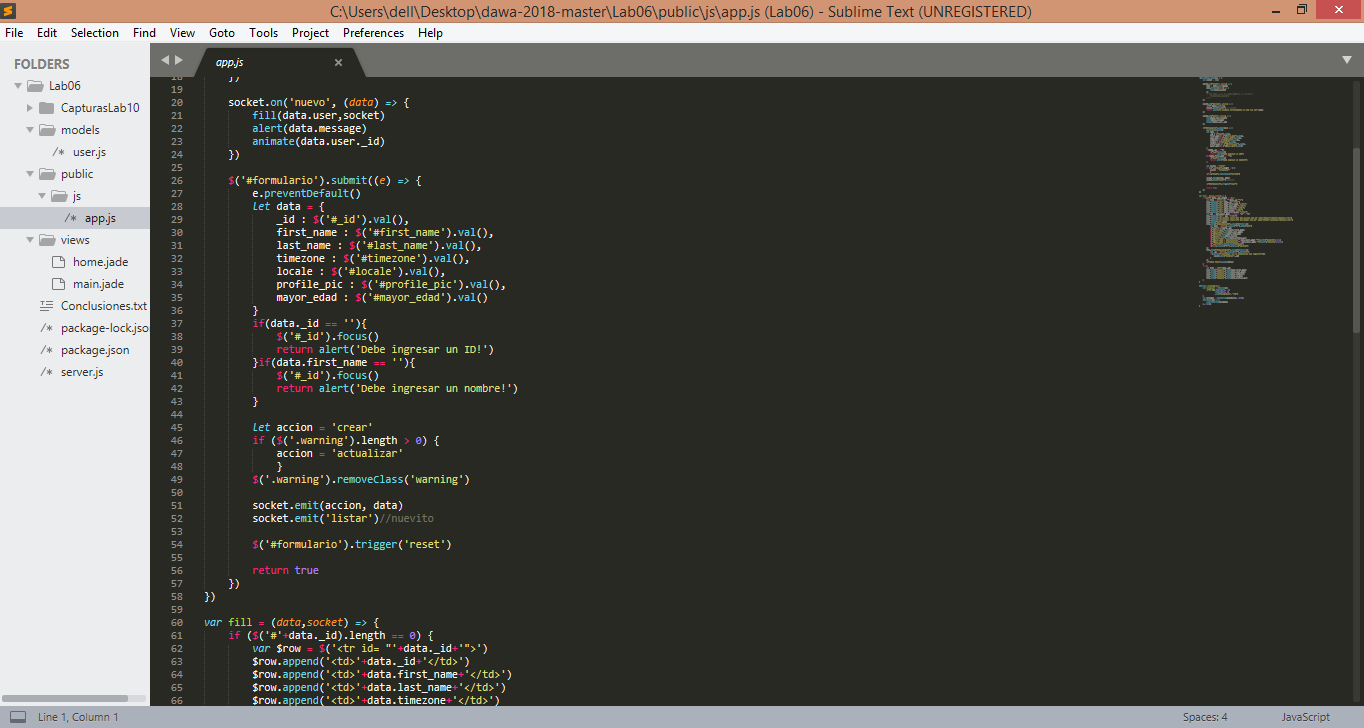 C:\Users\dell\Desktop\dawa-2018-master\Lab06\public\js\app.js (Lab06) - Sublime Text (UNREGISTERED)
File Edit Selection Find View Goto Tools Project Preferences Help
FOLDERS
Lab06
CapturasLab10
models
/* user.js
public
js
/* app.js
views
home.jade
main.jade
Conclusiones.txt
/* package-lock.jso
/* package.json
/* server.js
app.js
18 })
19
20 socket.on('nuevo', (data) => {
21 fill(data.user,socket)
22 alert(data.message)
23 animate(data.user._id)
24 })
25
26 $('#formulario').submit((e) => {
27 e.preventDefault()
28 let data = {
29 _id : $('#_id').val(),
30 first_name : $('#first_name').val(),
31 last_name : $('#last_name').val(),
32 timezone : $('#timezone').val(),
33 locale : $('#locale').val(),
34 profile_pic : $('#profile_pic').val(),
35 mayor_edad : $('#mayor_edad').val()
36 }
37 if(data._id == ''){
38 $('#_id').focus()
39 return alert('Debe ingresar un ID!')
40 }if(data.first_name == ''){
41 $('#_id').focus()
42 return alert('Debe ingresar un nombre!')
43 }
44
45 let accion = 'crear'
46 if ($('.warning').length > 0) {
47 accion = 'actualizar'
48 }
49 $('.warning').removeClass('warning')
50
51 socket.emit(accion, data)
52 socket.emit('listar')//nuevito
53
54 $('#formulario').trigger('reset')
55
56 return true
57 })
58 })
59
60 var fill = (data,socket) => {
61 if ($('#'+data._id).length == 0) {
62 var $row = $('<tr id= "'+data._id+'">')
63 $row.append('<td>'+data._id+'</td>')
64 $row.append('<td>'+data.first_name+'</td>')
65 $row.append('<td>'+data.last_name+'</td>')
66 $row.append('<td>'+data.timezone+'</td>')
Line 1, Column 1
Spaces: 4
JavaScript